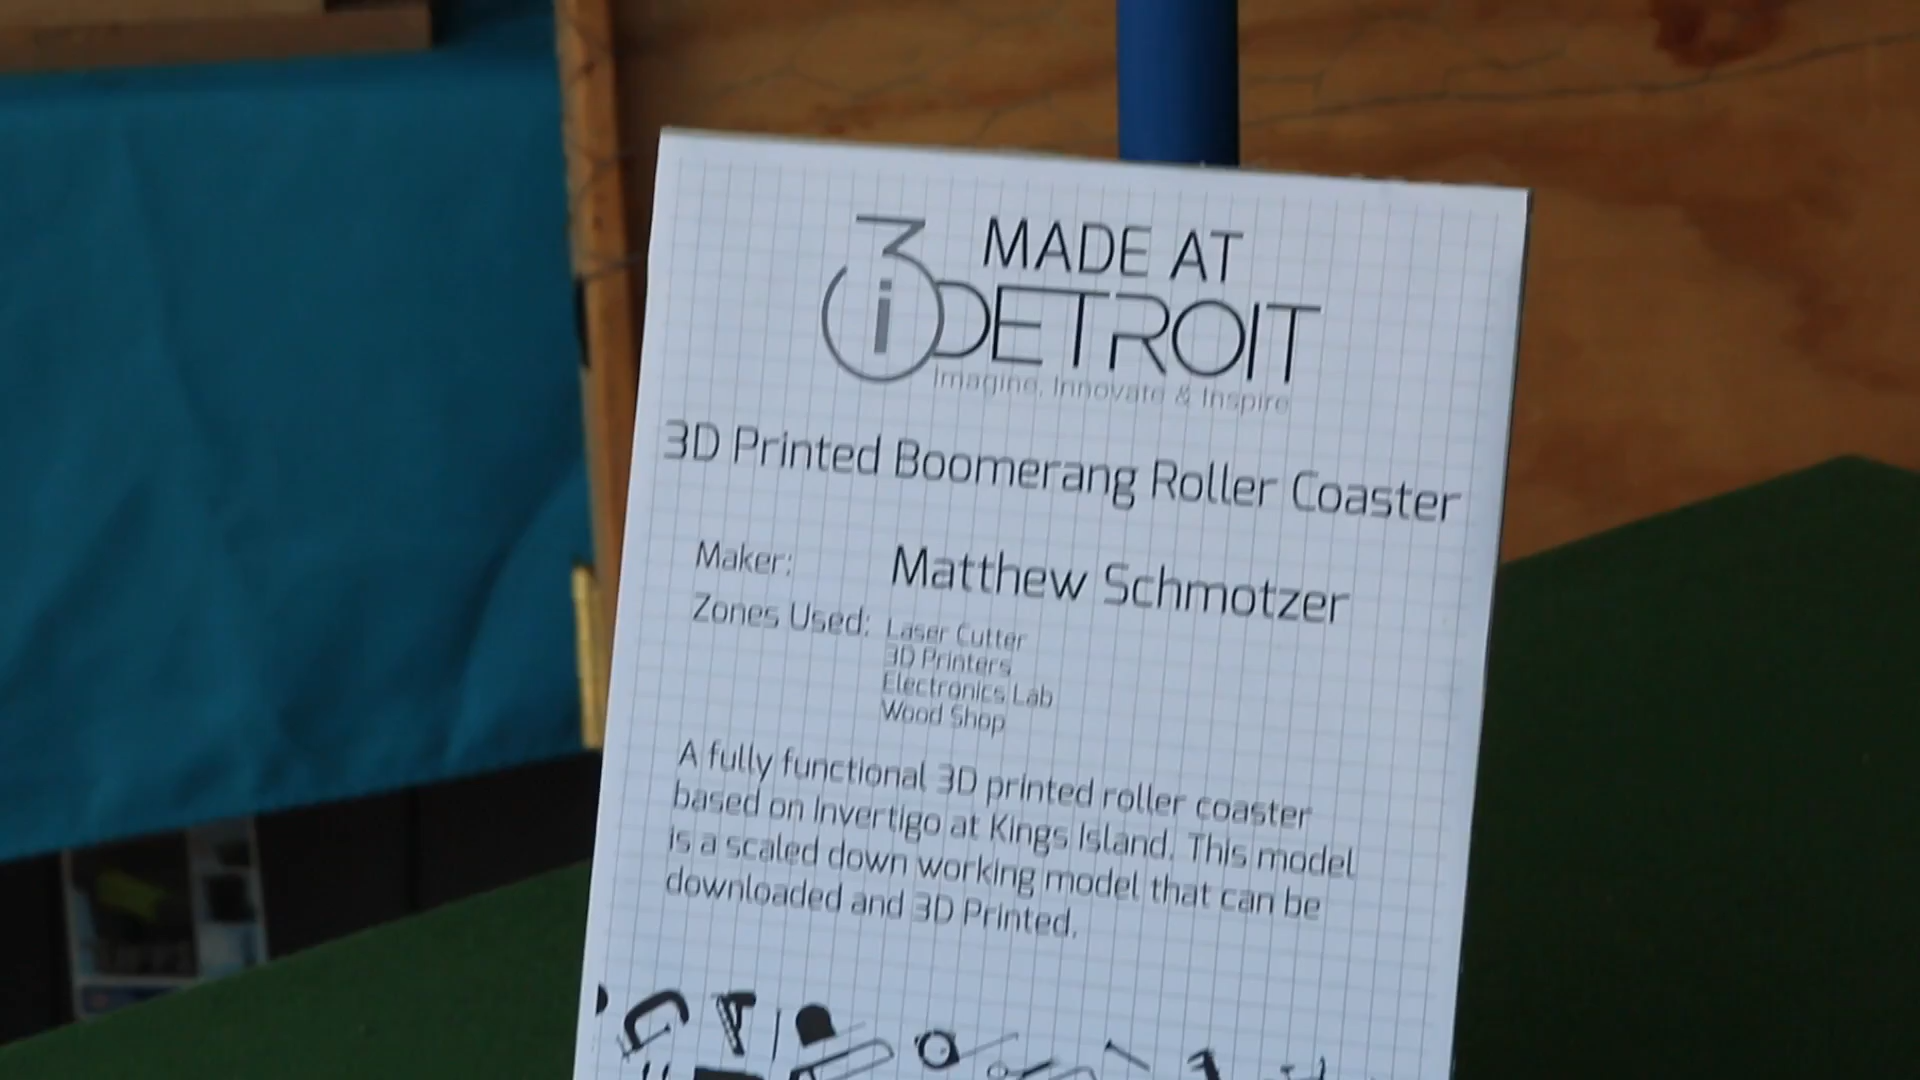 MADE AT
i3DETROIT
Imagine, Innovate & Inspire
3D Printed Boomerang Roller Coaster
Maker: Matthew Schmotzer
Zones Used: Laser Cutter
3D Printers
Electronics Lab
Wood Shop
A fully functional 3D printed roller coaster
based on Invertigo at Kings Island. This model
is a scaled down working model that can be
downloaded and 3D Printed.